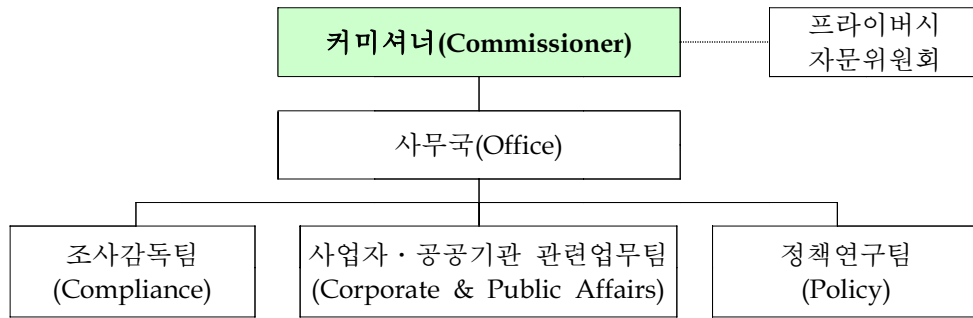 커미셔너(Commissioner)
프라이버시
자문위원회
사무국(Office)
조사감독팀
(Compliance)
사업자·공공기관 관련업무팀
(Corporate & Public Affairs)
정책연구팀
(Policy)